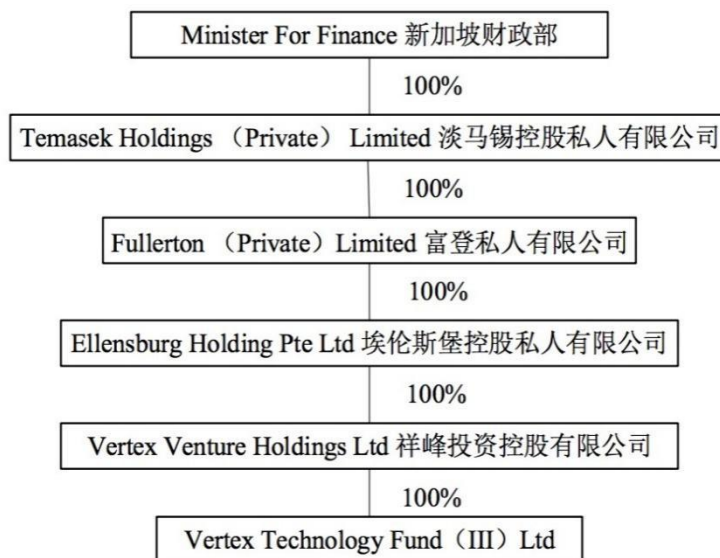 Minister For Finance 新加坡财政部
100%
Temasek Holdings （Private） Limited 淡马锡控股私人有限公司
100%
Fullerton （Private）Limited 富登私人有限公司
100%
Ellensburg Holding Pte Ltd 埃伦斯堡控股私人有限公司
100%
Vertex Venture Holdings Ltd 祥峰投资控股有限公司
100%
Vertex Technology Fund（III）Ltd